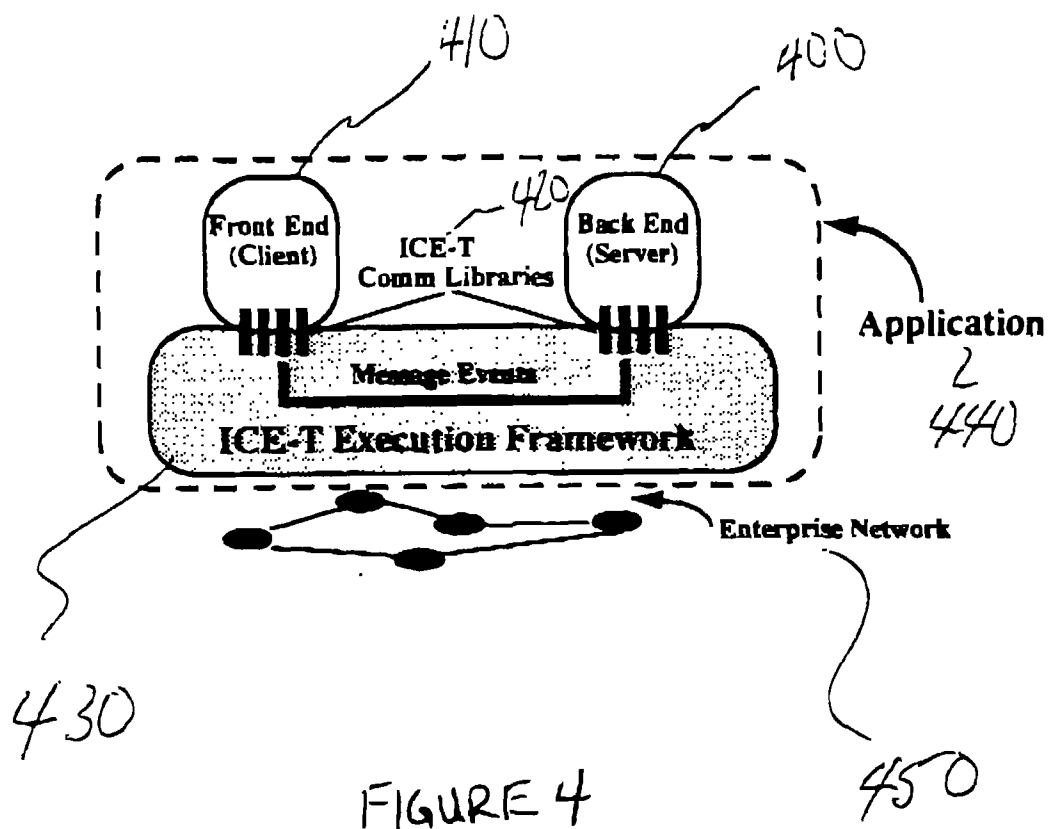 410
400
420
Front End
(Client)
ICE-T
Comm Libraries
Back End
(Server)
Application
440
Message Events
ICE-T Execution Framework
Enterprise Network
430
450
FIGURE 4